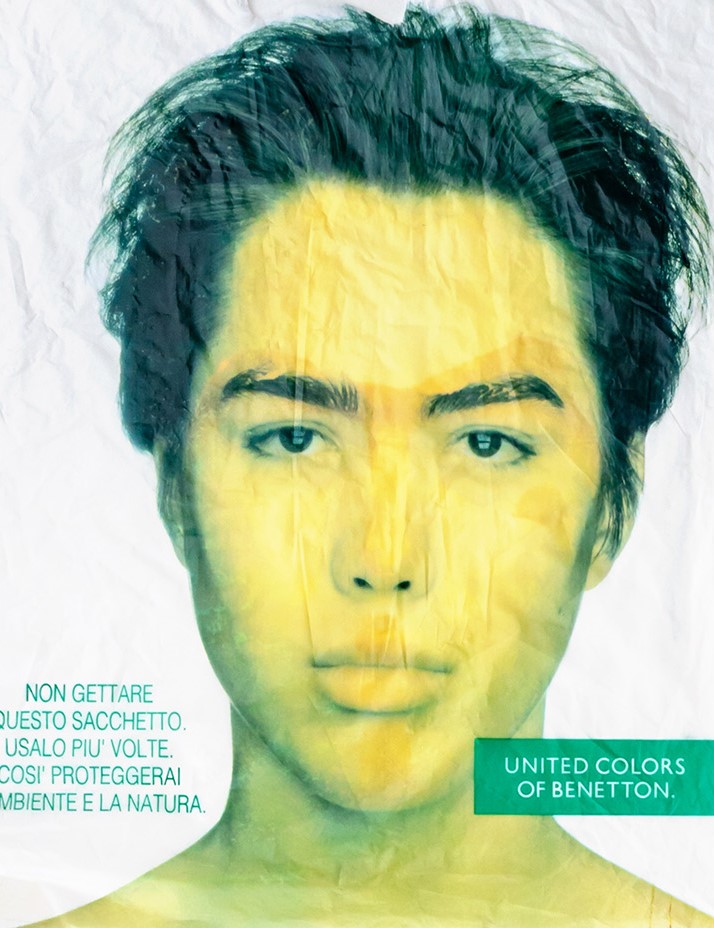 NON GETTARE
QUESTO SACCHETTO.
USALO PIU' VOLTE.
COSI' PROTEGGERAI
MBIENTE E LA NATURA.
UNITED COLORS
OF BENETTON.